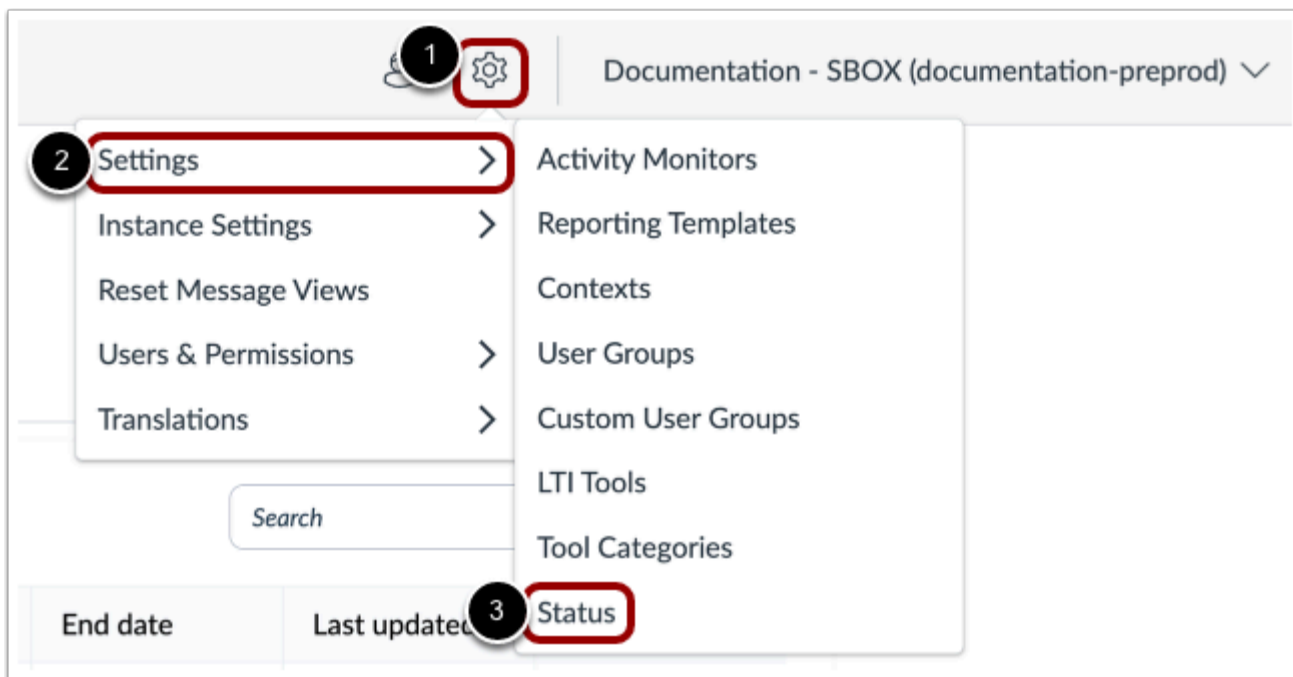 1
Documentation - SBOX (documentation-preprod)
2
Settings
Instance Settings
Reset Message Views
Users & Permissions
Translations
Activity Monitors
Reporting Templates
Contexts
User Groups
Custom User Groups
LTI Tools
Tool Categories
3
Status
Search
End date
Last updated